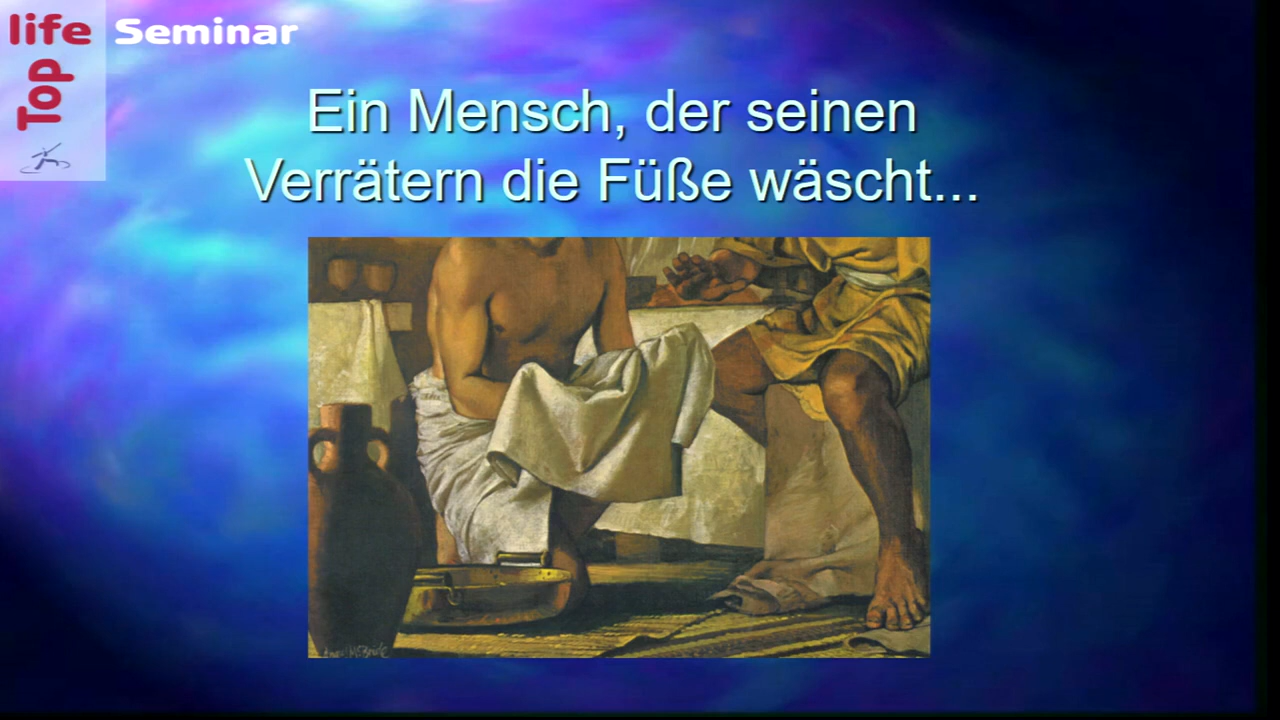 life Seminar
Top
Ein Mensch, der seinen
Verrätern die Füße wäscht...